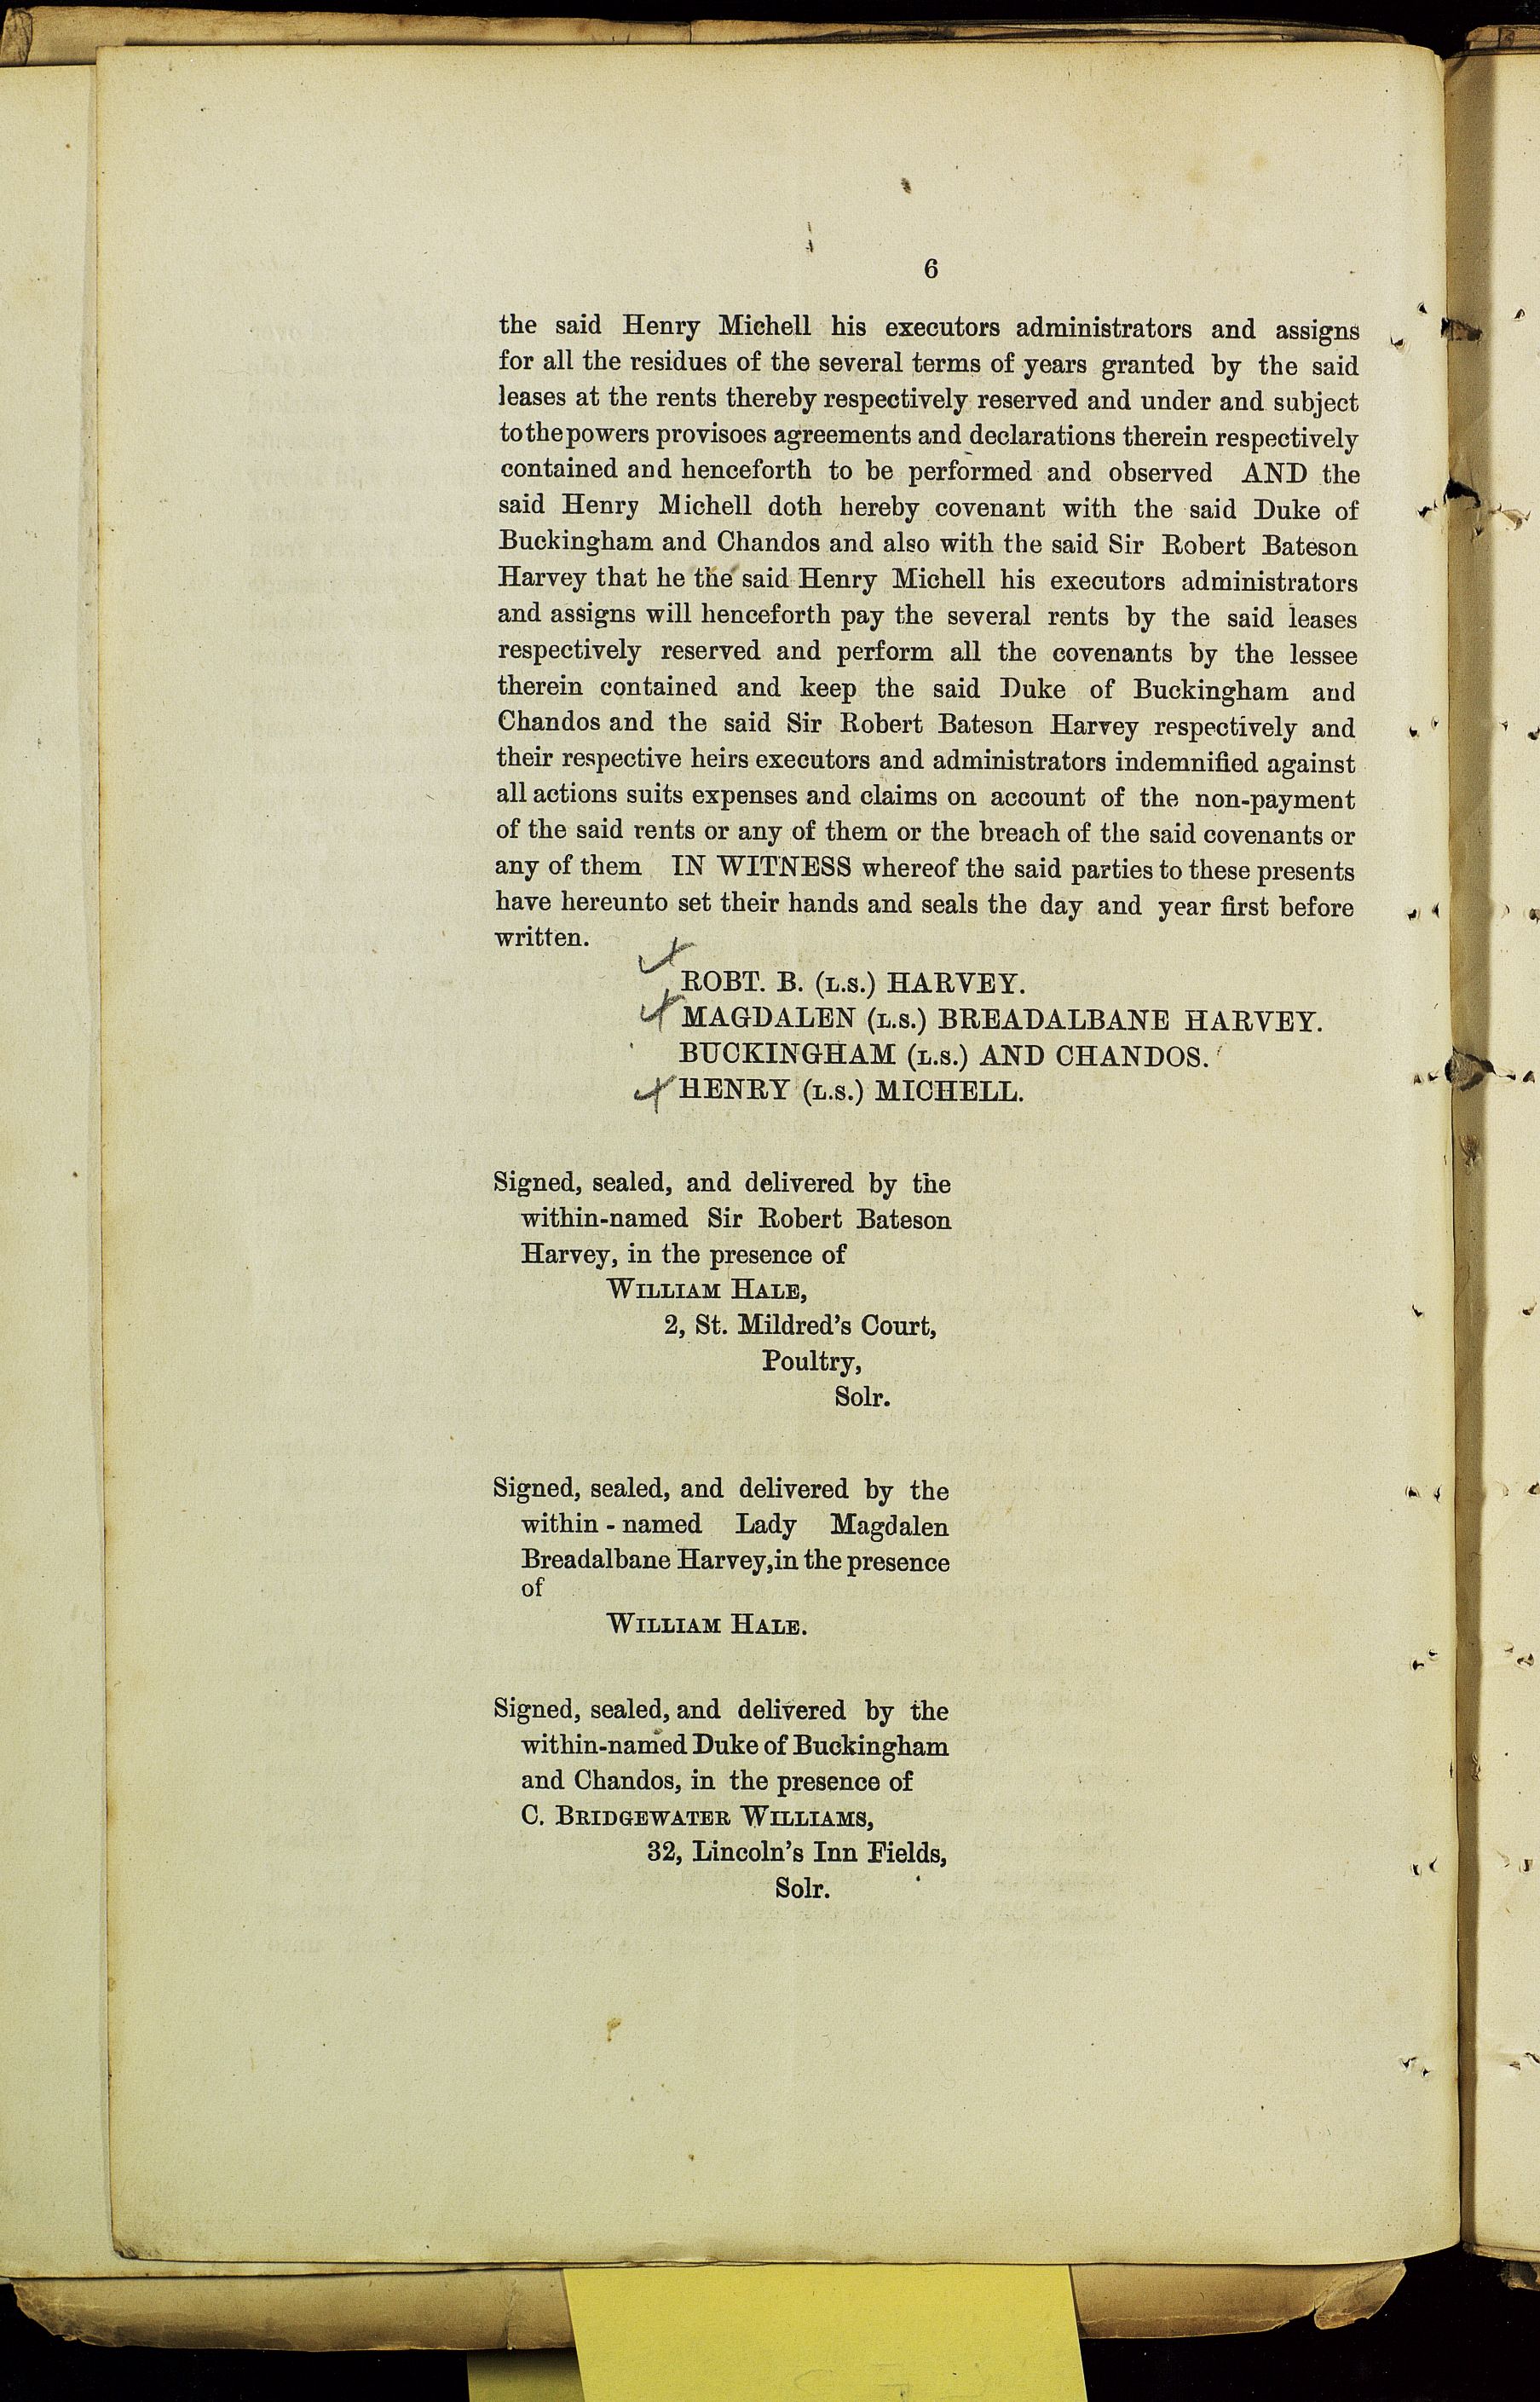 6
the said Henry Michell his executors administrators and assigns
for all the residues of the several terms of years granted by the said
leases at the rents thereby respectively reserved and under and subject
to the powers provisoes agreements and declarations therein respectively
contained and henceforth to be performed and observed AND the
said Henry Michell doth hereby covenant with the said Duke of
Buckingham and Chandos and also with the said Sir Robert Bateson
Harvey that he the said Henry Michell his executors administrators
and assigns will henceforth pay the several rents by the said leases
respectively reserved and perform all the covenants by the lessee
therein contained and keep the said Duke of Buckingham and
Chandos and the said Sir Robert Bateson Harvey respectively and
their respective heirs executors and administrators indemnified against
all actions suits expenses and claims on account of the non-payment
of the said rents or any of them or the breach of the said covenants or
any of them IN WITNESS whereof the said parties to these presents
have hereunto set their hands and seals the day and year first before
written.
ROBT. B. (L.S.) HARVEY.
MAGDALEN (L.S.) BREADALBANE HARVEY.
BUCKINGHAM (L.S.) AND CHANDOS.
HENRY (L.S.) MICHELL.
Signed, sealed, and delivered by the
within-named Sir Robert Bateson
Harvey, in the presence of
WILLIAM HALE,
2, St. Mildred's Court,
Poultry,
Solr.
Signed, sealed, and delivered by the
within-named Lady Magdalen
Breadalbane Harvey, in the presence
of
WILLIAM HALE.
Signed, sealed, and delivered by the
within-named Duke of Buckingham
and Chandos, in the presence of
C. BRIDGEWATER WILLIAMS,
32, Lincoln's Inn Fields,
Solr.